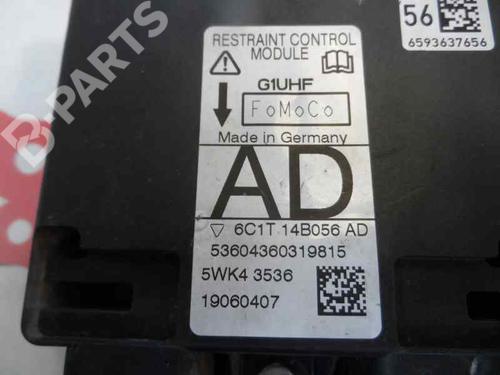 56
6593637656
RESTRAINT CONTROL
MODULE
G1UHF
FoMoCo
Made in Germany
AD
6C1T 14B056 AD
53604360319815
5WK4 3536
19060407
B-PARTS